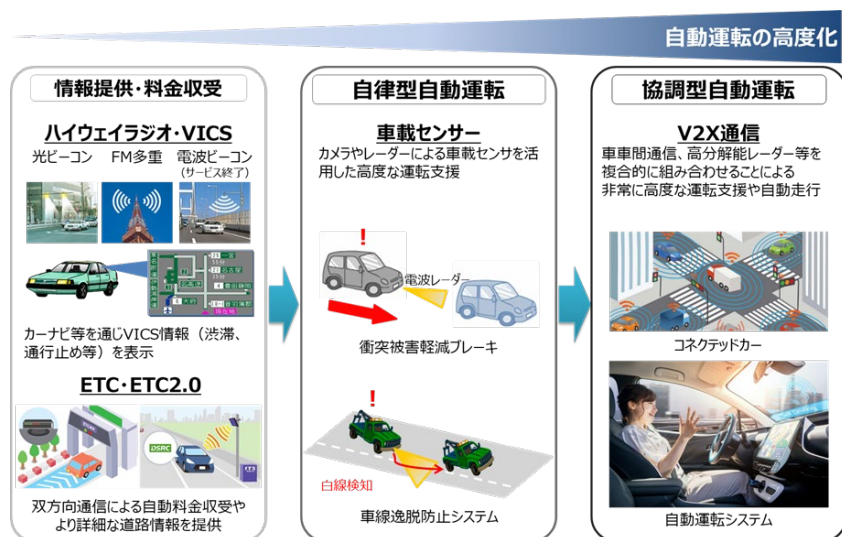 自動運転の高度化
情報提供・料金収受
ハイウェイラジオ・VICS
光ビーコン FM多重 電波ビーコン
(サービス終了)
カーナビ等を通じVICS情報（渋滞、
通行止め等）を表示
ETC・ETC2.0
DSRC
ITS
双方向通信による自動料金収受や
より詳細な道路情報を提供
自律型自動運転
車載センサー
カメラやレーダーによる車載センサを活
用した高度な運転支援
!
電波レーダー
衝突被害軽減ブレーキ
!
白線検知
車線逸脱防止システム
協調型自動運転
V2X通信
車車間通信、高分解能レーダー等を
複合的に組み合わせることによる
非常に高度な運転支援や自動走行
コネクテッドカー
自動運転システム